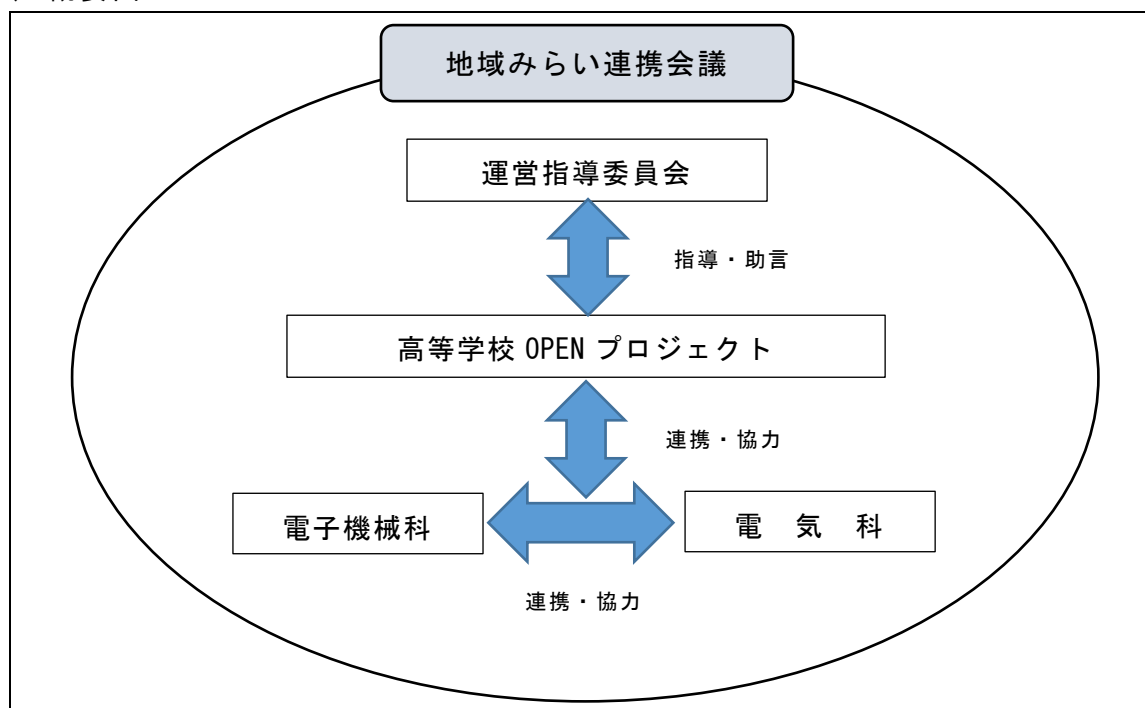 地域みらい連携会議
運営指導委員会
指導・助言
高等学校 OPEN プロジェクト
連携・協力
電子機械科
電　気　科
連携・協力